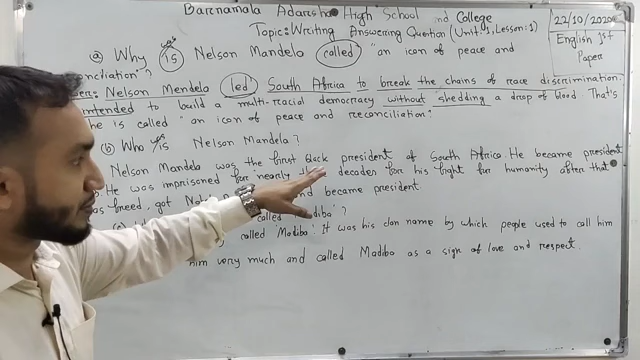 Barrnamala Adarsha High School and College
22/10/2020
Topic: Writing Answering Question (Unit:1, Lesson:1)
English 1st
Paper
was
a) Why is Nelson Mandela called "an icon of peace and
nciliation"?
er: Nelson Mendela led South Africa to break the chains of race discrimination.
intended to build a multi-racial democracy without shedding a drop of blood. That's
he is called "an icon of peace and reconciliation."
(b) Who is Nelson Mandela?
Nelson Mandela was the first black president of South Africa. He became president
He was imprisoned for nearly decades for his fight for humanity after that
was freed, got and became president
called "Madiba"?
called 'Madiba'. It was his clan name by which people used to call him
him very much and called Madiba as a sign of love and respect.